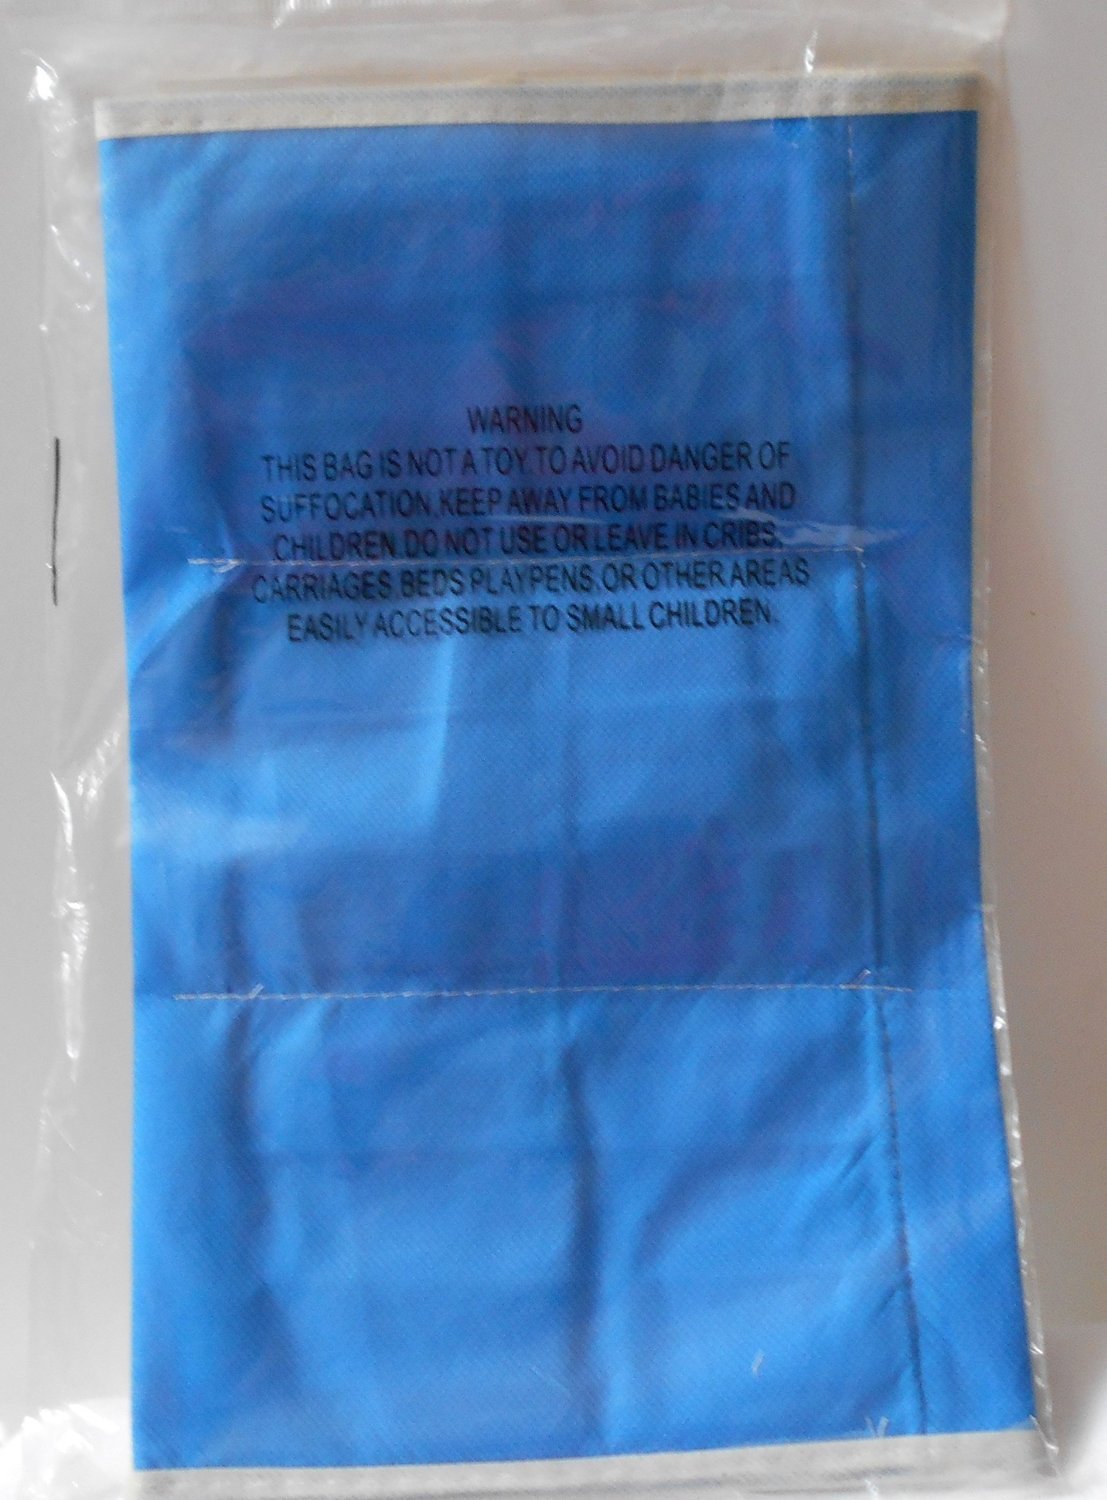 WARNING
THIS BAG IS NOT A TOY.TO AVOID DANGER OF
SUFFOCATION,KEEP AWAY FROM BABIES AND
CHILDREN.DO NOT USE OR LEAVE IN CRIBS.
CARRIAGES.BEDS PLAYPENS.OR OTHER AREAS
EASILY ACCESSIBLE TO SMALL CHILDREN.